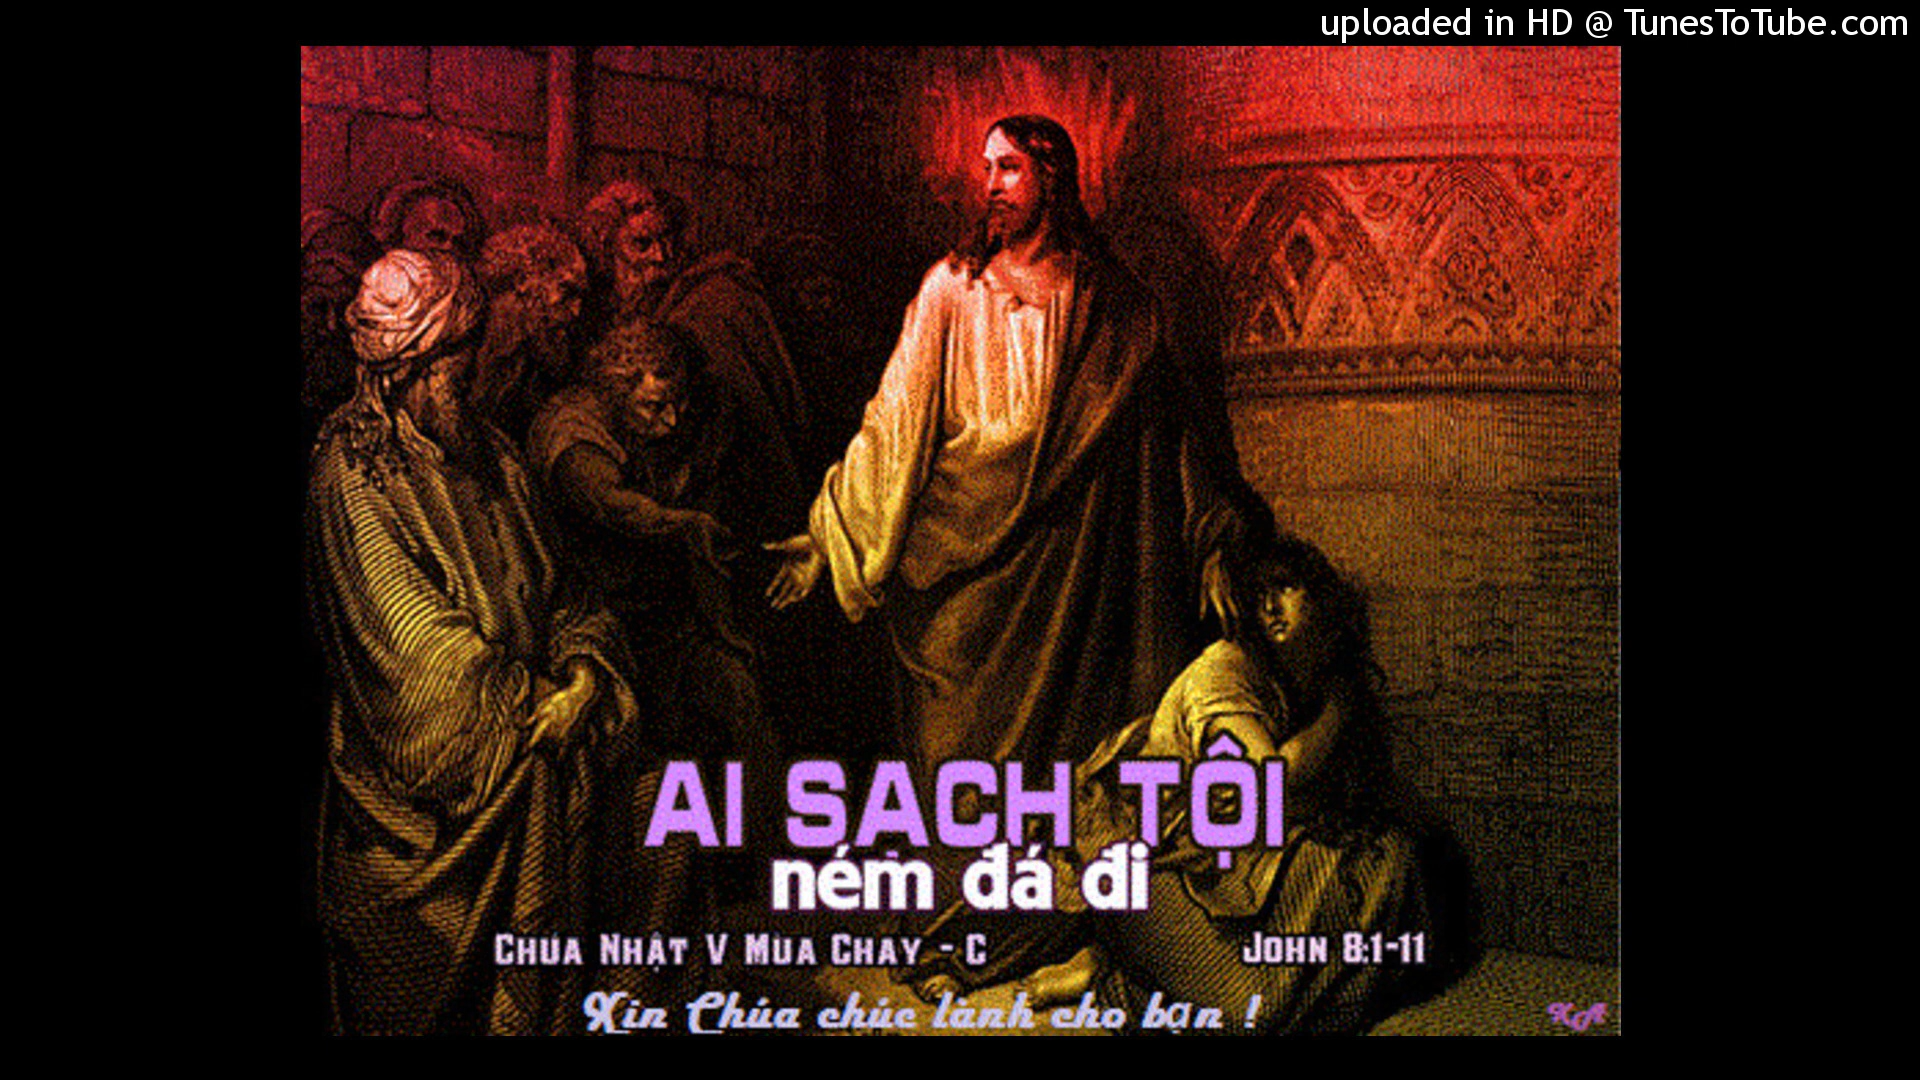 uploaded in HD @ TunesToTube.com
AI SẠCH TỘI
ném đá đi
CHÚA NHẬT V MÙA CHAY - C
JOHN 8:1-11
Xin Chúa chúc lành cho bạn !